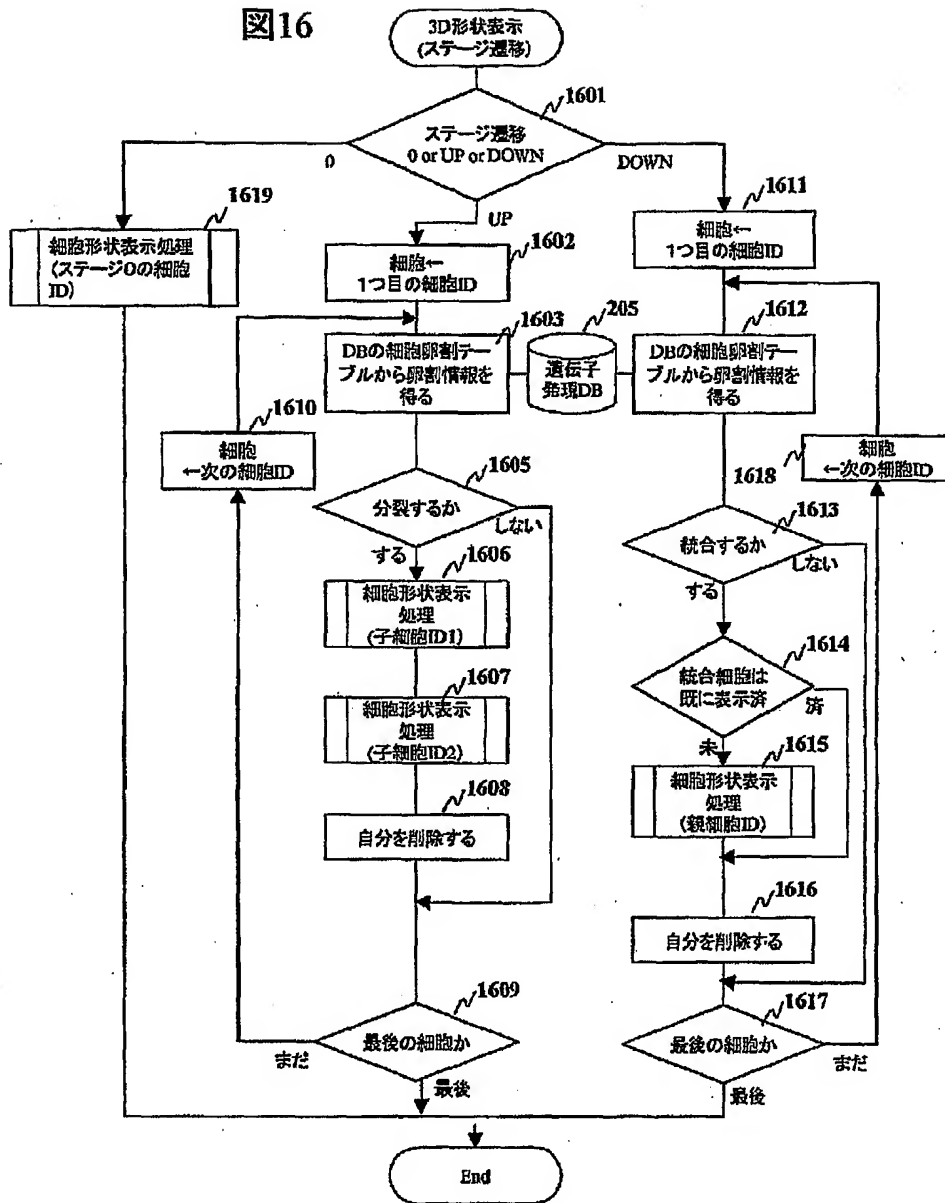 図16
3D形状表示
(ステージ遷移)
1601
ステージ遷移
0 or UP or DOWN
0
DOWN
UP
1619
細胞形状表示処理
(ステージ0の細胞
ID)
1602
細胞←
1つ目の細胞ID
1611
細胞←
1つ目の細胞ID
1603
DBの細胞卵割テー
ブルから卵割情報を
得る
205
遺伝子
発現DB
1612
DBの細胞卵割テー
ブルから卵割情報を
得る
1610
細胞
←次の細胞ID
1618
細胞
←次の細胞ID
1605
分裂するか
しない
する
1613
統合するか
しない
する
1606
細胞形状表示
処理
(子細胞ID1)
1614
統合細胞は
既に表示済
済
未
1607
細胞形状表示
処理
(子細胞ID2)
1615
細胞形状表示
処理
(親細胞ID)
1608
自分を削除する
1616
自分を削除する
1609
最後の細胞か
まだ
最後
1617
最後の細胞か
まだ
最後
End